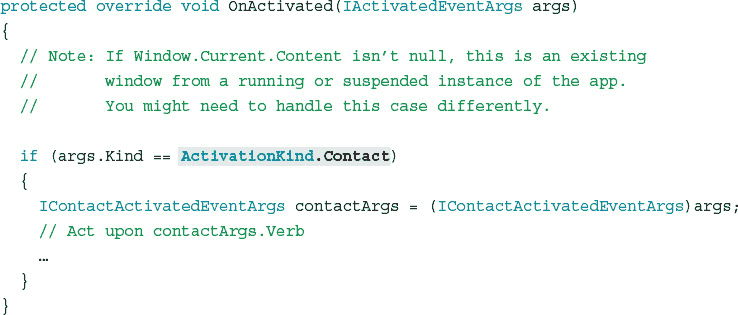 protected override void OnActivated(IActivatedEventArgs args)
{
  // Note: If Window.Current.Content isn’t null, this is an existing
  //       window from a running or suspended instance of the app.
  //       You might need to handle this case differently.

  if (args.Kind == ActivationKind.Contact)
  {
    IContactActivatedEventArgs contactArgs = (IContactActivatedEventArgs)args;
    // Act upon contactArgs.Verb
    …
  }
}